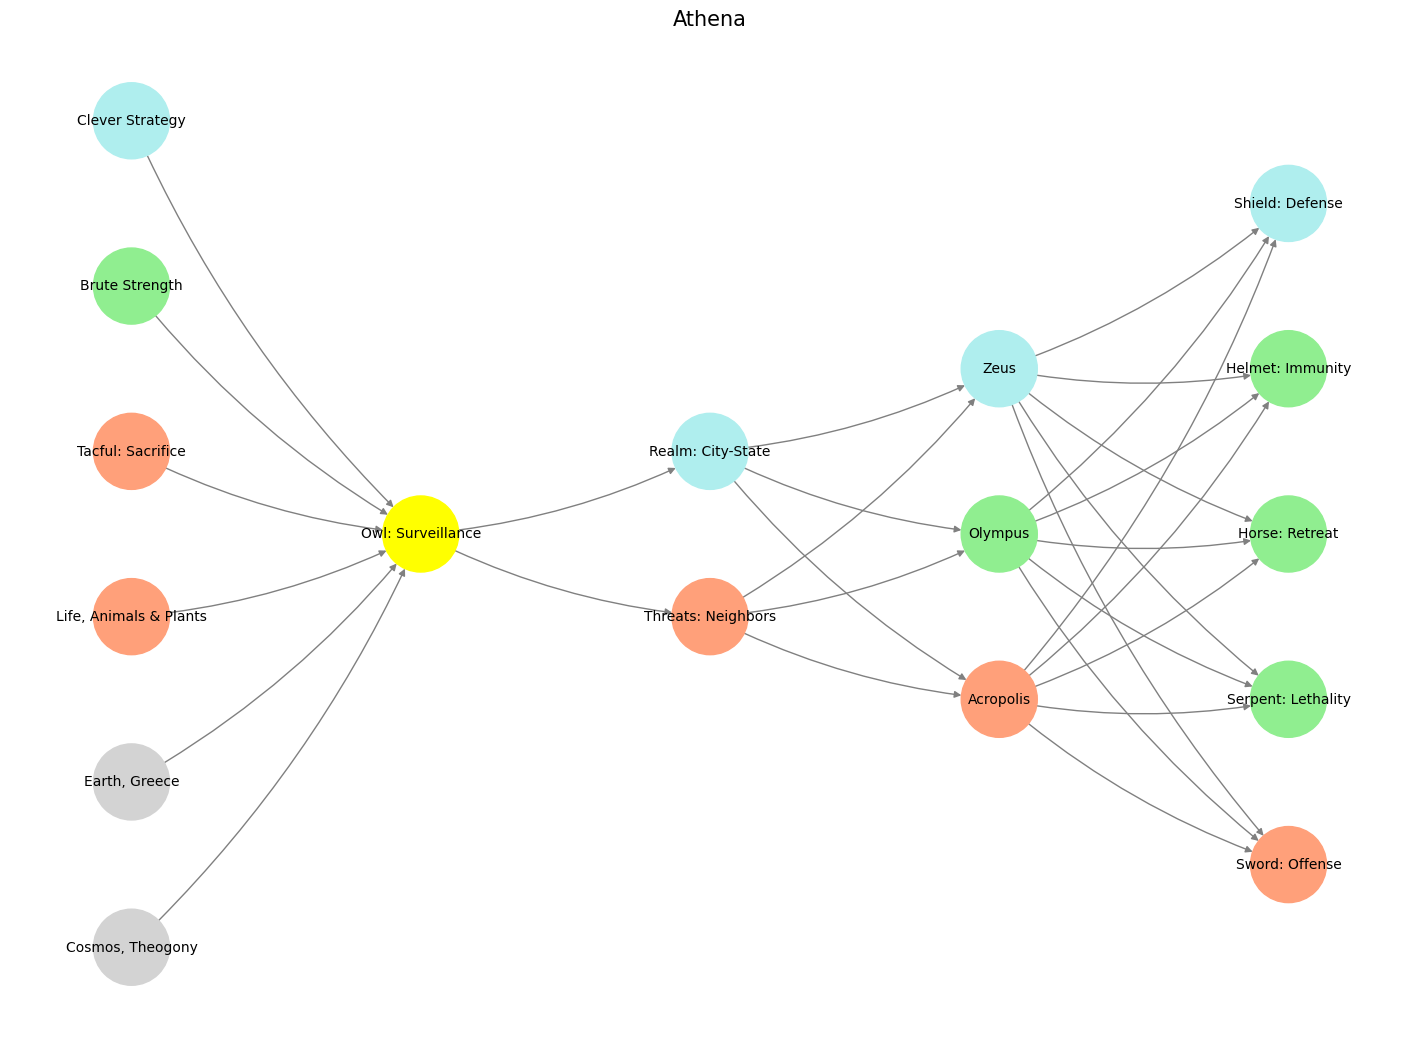 Athena
Clever Strategy
Brute Strength
Tacful: Sacrifice
Life, Animals & Plants
Earth, Greece
Cosmos, Theogony
Owl: Surveillance
Realm: City-State
Threats: Neighbors
Zeus
Olympus
Acropolis
Shield: Defense
Helmet: Immunity
Horse: Retreat
Serpent: Lethality
Sword: Offense